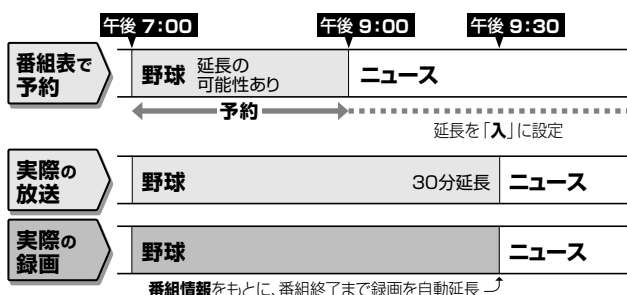 午後 7:00 午後 9:00 午後 9:30
番組表で
予約
野球 延長の
可能性あり
ニュース
予約
延長を「入」に設定
実際の
放送
野球 30分延長 ニュース
実際の
録画
野球 ニュース
番組情報をもとに、番組終了まで録画を自動延長